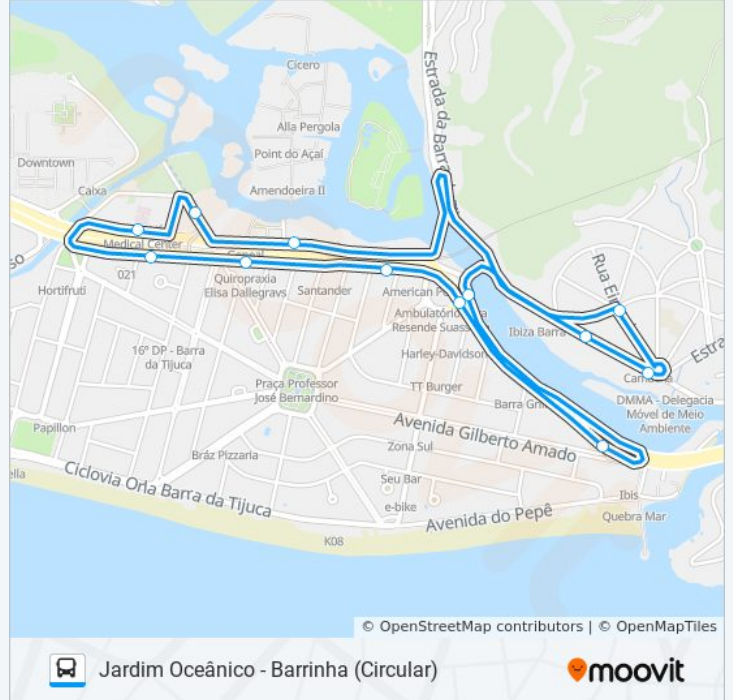 Cicero
Estrada da Barra
Alla Pergola
Point do Açaí
Downtown
Caixa
Amendoeira II
Medical Center
021
Hortifruti
Quiropraxia
Elisa Dallegravs
Santander
American
Ambulatório
Resende Suass
Rua
Ibiza Barra
Estra
16º DP - Barra
da Tijuca
Harley-Davidson
DMMA - Delegacia
Móvel de Meio
Ambiente
Praça Professor
José Bernardino
TT Burger
Barra
Papillon
Avenida Gilberto Amado
Bráz Pizzaria
Zona Sul
ella
Ciclovia Orla Barra da Tijuca
Seu Bar
e-bike
Ibis
Avenida do Pepê
Quebra Mar
K08
© OpenStreetMap contributors | © OpenMapTiles
Jardim Oceânico - Barrinha (Circular)
moovit